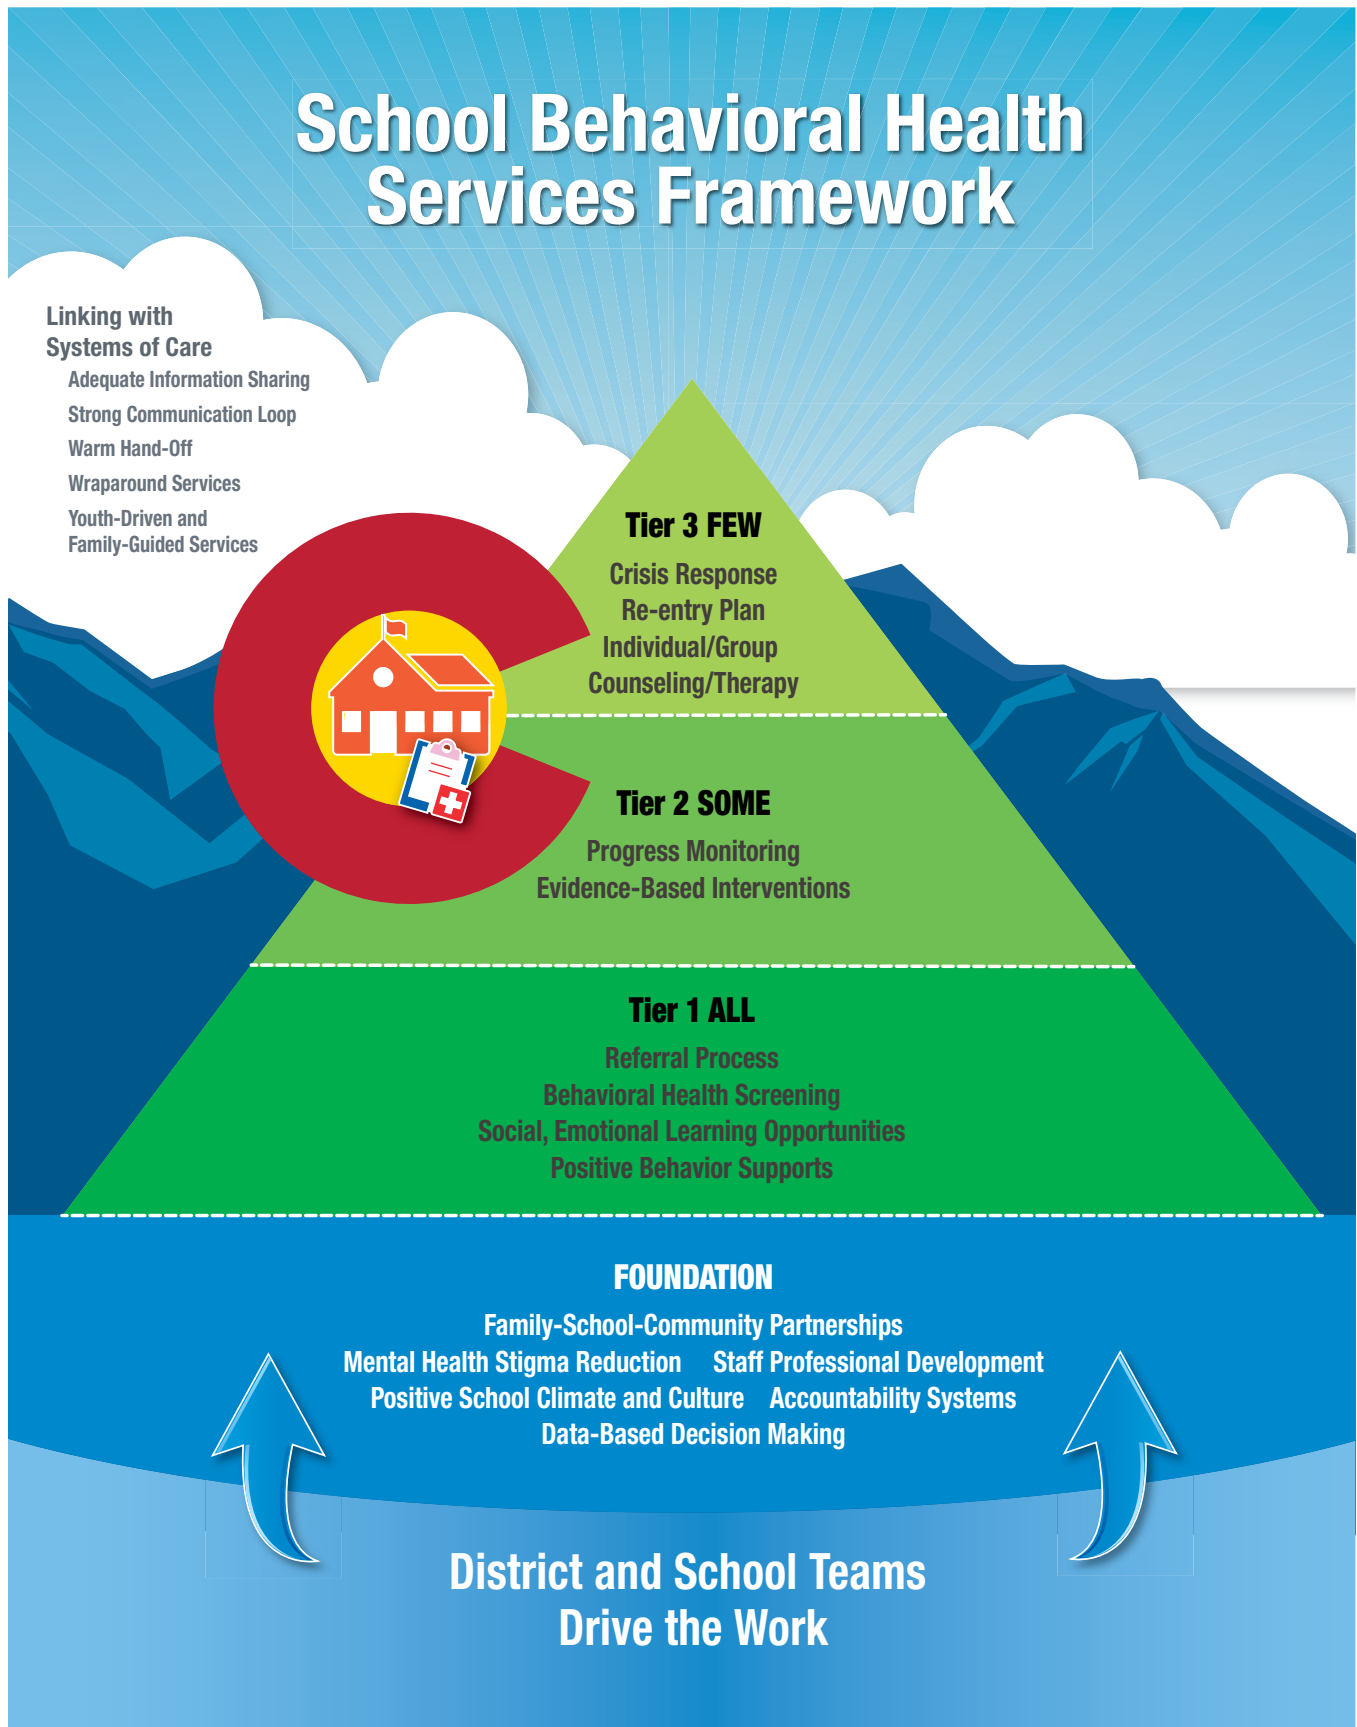 School Behavioral Health
Services Framework
Linking with
Systems of Care
Adequate Information Sharing
Strong Communication Loop
Warm Hand-Off
Wraparound Services
Youth-Driven and
Family-Guided Services
Tier 3 FEW
Crisis Response
Re-entry Plan
Individual/Group
Counseling/Therapy
Tier 2 SOME
Progress Monitoring
Evidence-Based Interventions
Tier 1 ALL
Referral Process
Behavioral Health Screening
Social, Emotional Learning Opportunities
Positive Behavior Supports
FOUNDATION
Family-School-Community Partnerships
Mental Health Stigma Reduction Staff Professional Development
Positive School Climate and Culture Accountability Systems
Data-Based Decision Making
District and School Teams
Drive the Work